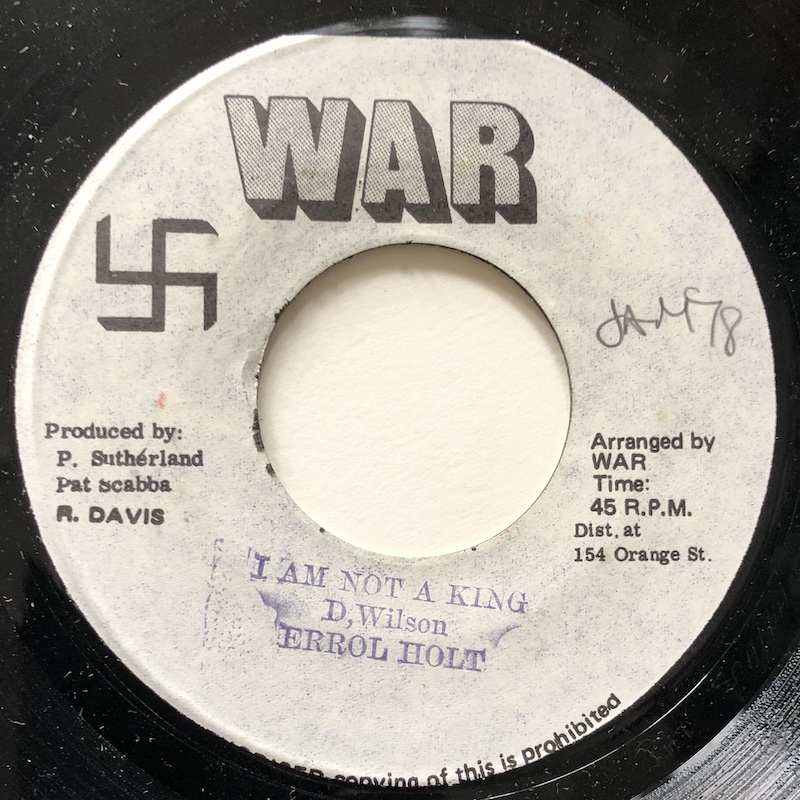 WAR
JAM 78
Produced by:
P. Sutherland
Pat Scabba
R. DAVIS
Arranged by
WAR
Time:
45 R.P.M.
Dist. at
154 Orange St.
I AM NOT A KING
D, Wilson
ERROL HOLT
copying of this is prohibited